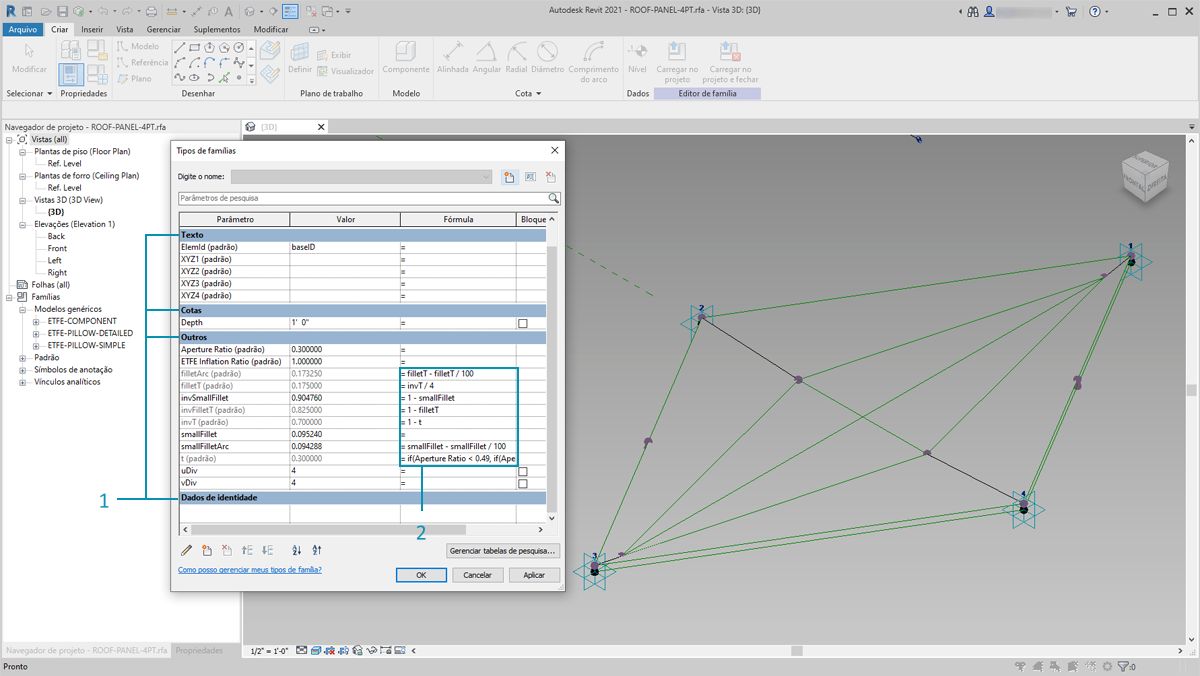 Autodesk Revit 2021 - ROOF-PANEL-4PT.rfa - Vista 3D: {3D}
Arquivo Criar Inserir Vista Gerenciar Suplementos Modificar
Modelo
Referência
Plano
Modificar
Definir
Exibir
Visualizador
Componente
Alinhada Angular Radial Diâmetro Comprimento do arco
Nível
Carregar no projeto
Carregar no projeto e fechar
Selecionar Propriedades Desenhar Plano de trabalho Modelo Cota Dados Editor de família
Navegador de projeto - ROOF-PANEL-4PT.rfa
{3D}
Vistas (all)
Plantas de piso (Floor Plan)
Ref. Level
Plantas de forro (Ceiling Plan)
Ref. Level
Vistas 3D (3D View)
{3D}
Elevações (Elevation 1)
Back
Front
Left
Right
Folhas (all)
Famílias
Modelos genéricos
ETFE-COMPONENT
ETFE-PILLOW-DETAILED
ETFE-PILLOW-SIMPLE
Padrão
Símbolos de anotação
Vínculos analíticos
Tipos de famílias
Digite o nome:
Parâmetros de pesquisa
Parâmetro Valor Fórmula Bloque
Texto
ElemId (padrão) baseID =
XYZ1 (padrão) =
XYZ2 (padrão) =
XYZ3 (padrão) =
XYZ4 (padrão) =
Cotas
Depth 1' 0" =
Outros
Aperture Ratio (padrão) 0.300000 =
ETFE Inflation Ratio (padrão) 1.000000 =
filletArc (padrão) 0.173250 = filletT - filletT / 100
filletT (padrão) 0.175000 = invT / 4
invSmallFillet 0.904760 = 1 - smallFillet
invFilletT (padrão) 0.825000 = 1 - filletT
invT (padrão) 0.700000 = 1 - t
smallFillet 0.095240 =
smallFilletArc 0.094288 = smallFillet - smallFillet / 100
t (padrão) 0.300000 = if(Aperture Ratio < 0.49, if(Ape
uDiv 4 =
vDiv 4 =
Dados de identidade
1
2
Gerenciar tabelas de pesquisa...
Como posso gerenciar meus tipos de família?
OK Cancelar Aplicar
1
2
3
4
FRONTAL DIREITA
Navegador de projeto - ROOF-PANEL-4PT.rfa Propriedades
1/2" = 1'-0"
Pronto
:0